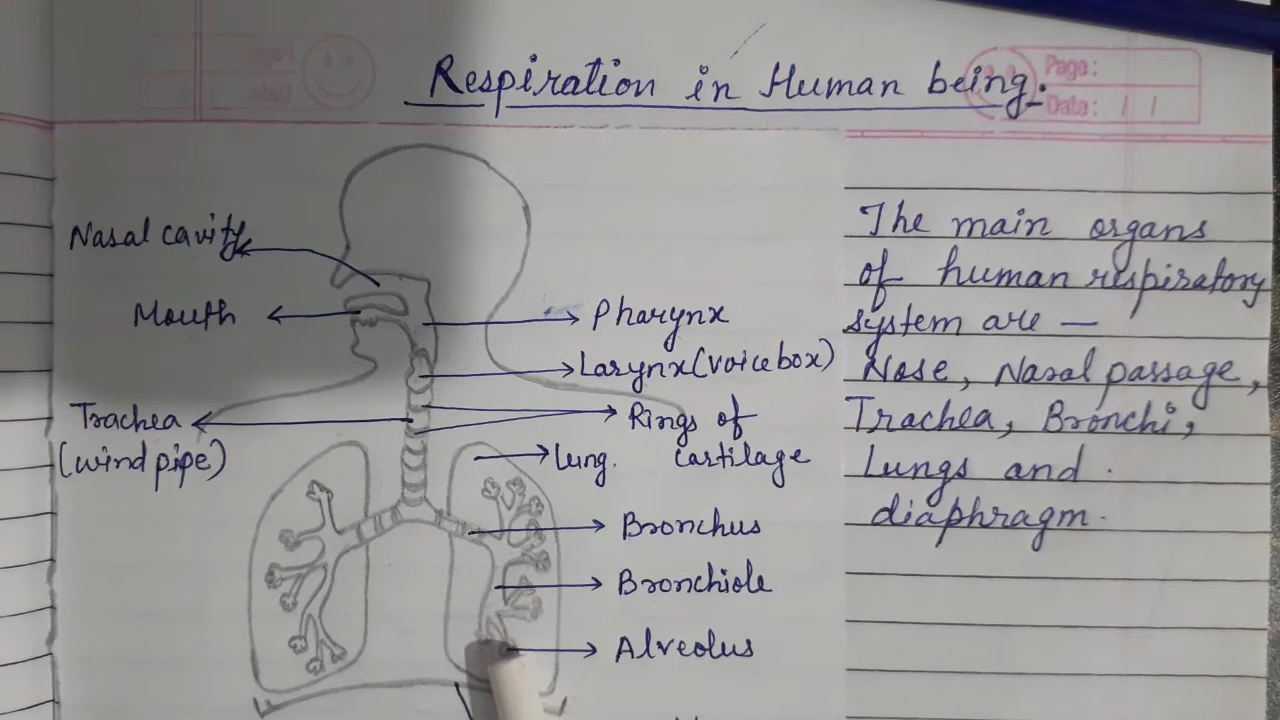 Respiration in Human being.
Page:
Data: / /
Nasal cavity
Mouth
Trachea
(wind pipe)
Pharynx
Larynx(voice box)
Rings of
cartilage
Lung.
Bronchus
Bronchiole
Alveolus
The main organs
of human respiratory
system are —
Nose, Nasal passage,
Trachea, Bronchi,
Lungs and
diaphragm.